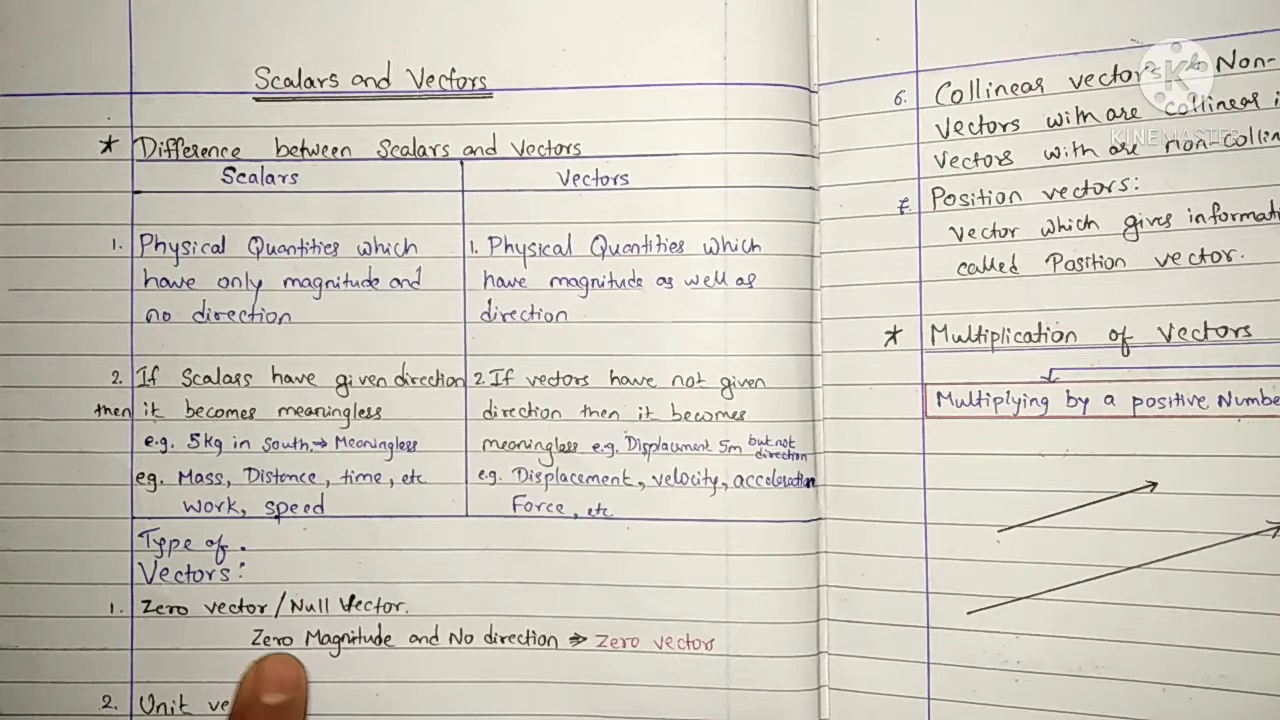 Scalars and Vectors
* Difference between Scalars and Vectors
Scalars
1. Physical Quantities which
have only magnitude and
no direction
2. If Scalars have given direction
then it becomes meaningless
e.g. 5kg in south → Meaningless
eg. Mass, Distance, time, etc
work, speed
Vectors
1. Physical Quantities which
have magnitude as well as
direction
2. If vectors have not given
direction then it becomes
meaningless e.g. Displacement 5m but not direction
e.g. Displacement, velocity, acceleration
Force, etc
Type of
Vectors:
1. Zero vector/Null Vector.
Zero Magnitude and No direction ⇒ Zero vector
2. Unit ve
6. Collinear vectors & Non-
vectors with are collinear i
vectors with are non-collin
7. Position vectors:
vector which gives informati
called Position vector.
* Multiplication of vectors
Multiplying by a positive Numbe
K
KINEMASTER